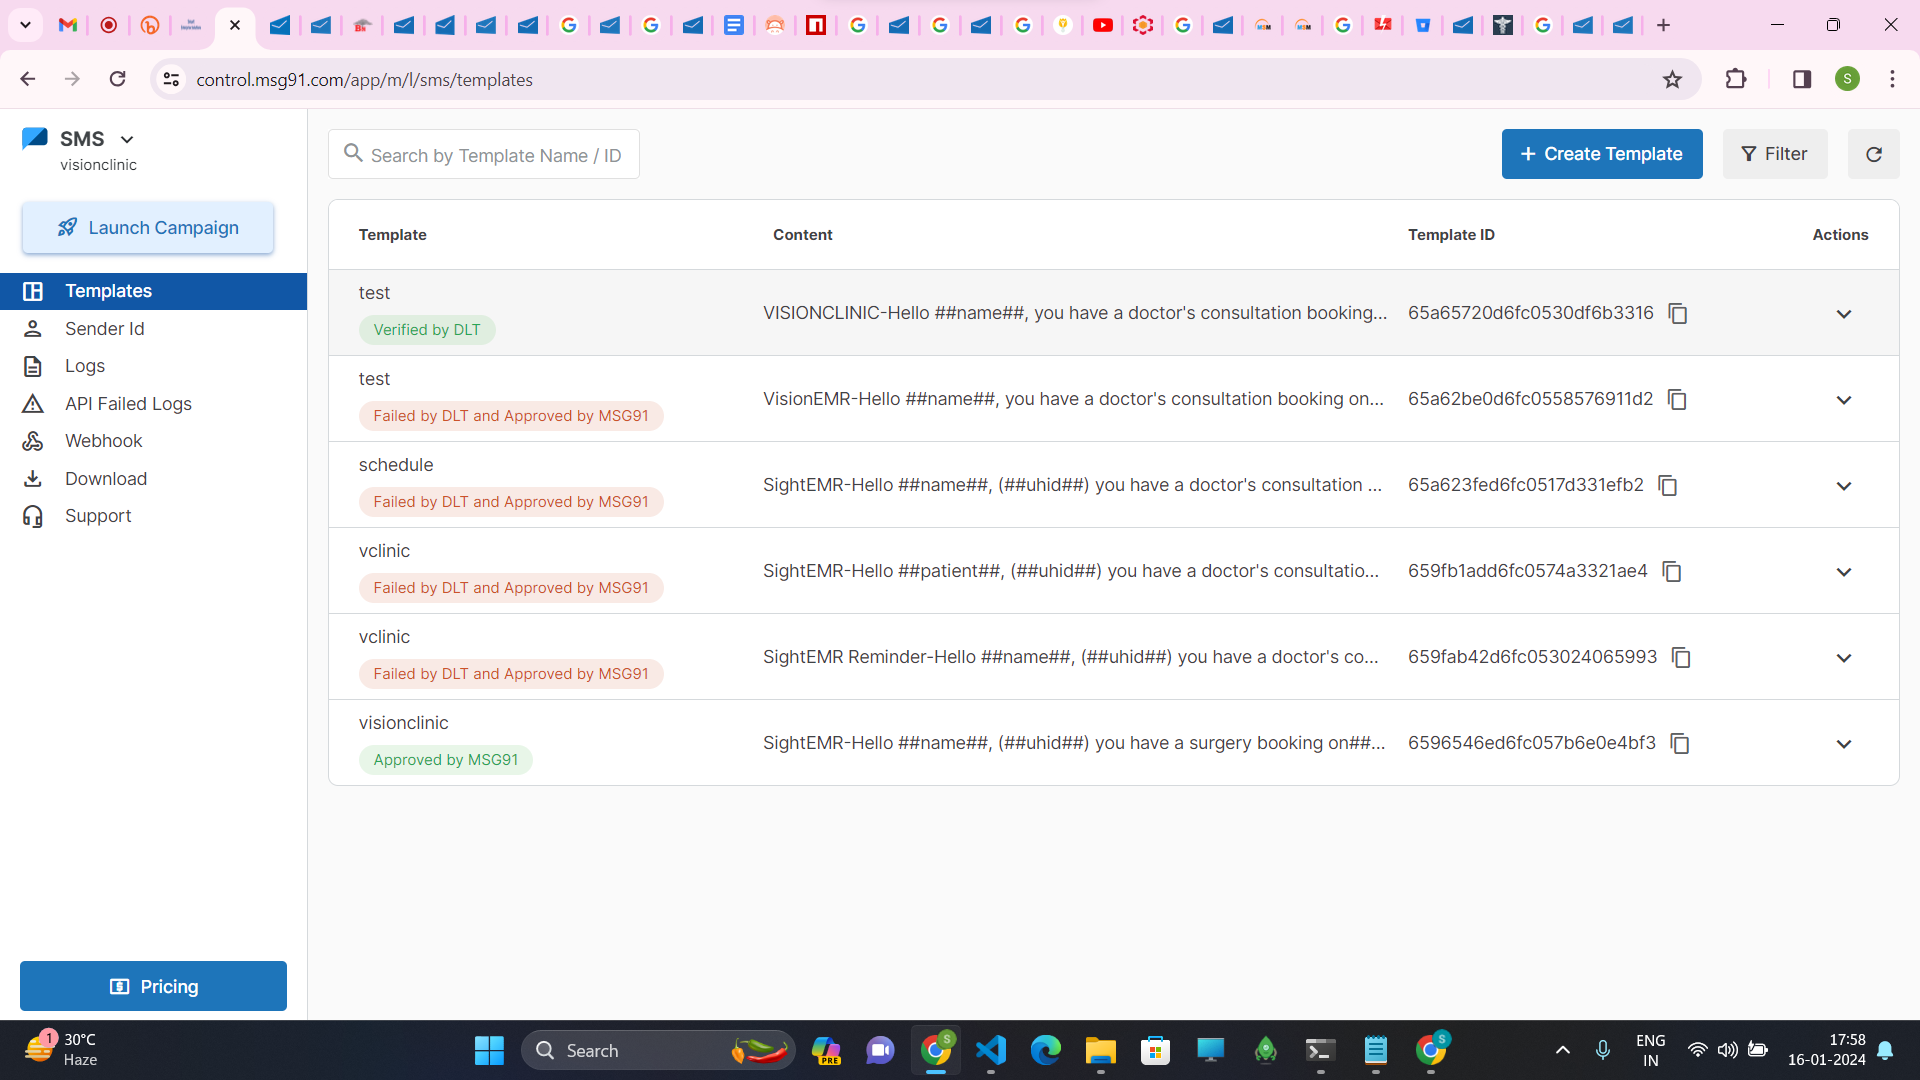 control.msg91.com/app/m/l/sms/templates
S
SMS
visionclinic
Launch Campaign
Templates
Sender Id
Logs
API Failed Logs
Webhook
Download
Support
Pricing
Search by Template Name / ID
+ Create Template
Filter
Template Content Template ID Actions
test
Verified by DLT
VISIONCLINIC-Hello ##name##, you have a doctor's consultation booking... 65a65720d6fc0530df6b3316
test
Failed by DLT and Approved by MSG91
VisionEMR-Hello ##name##, you have a doctor's consultation booking on... 65a62be0d6fc0558576911d2
schedule
Failed by DLT and Approved by MSG91
SightEMR-Hello ##name##, (##uhid##) you have a doctor's consultation ... 65a623fed6fc0517d331efb2
vclinic
Failed by DLT and Approved by MSG91
SightEMR-Hello ##patient##, (##uhid##) you have a doctor's consultatio... 659fb1add6fc0574a3321ae4
vclinic
Failed by DLT and Approved by MSG91
SightEMR Reminder-Hello ##name##, (##uhid##) you have a doctor's co... 659fab42d6fc053024065993
visionclinic
Approved by MSG91
SightEMR-Hello ##name##, (##uhid##) you have a surgery booking on##... 6596546ed6fc057b6e0e4bf3
1
30°C
Haze
Search
PRE
S
S
ENG
IN
17:58
16-01-2024